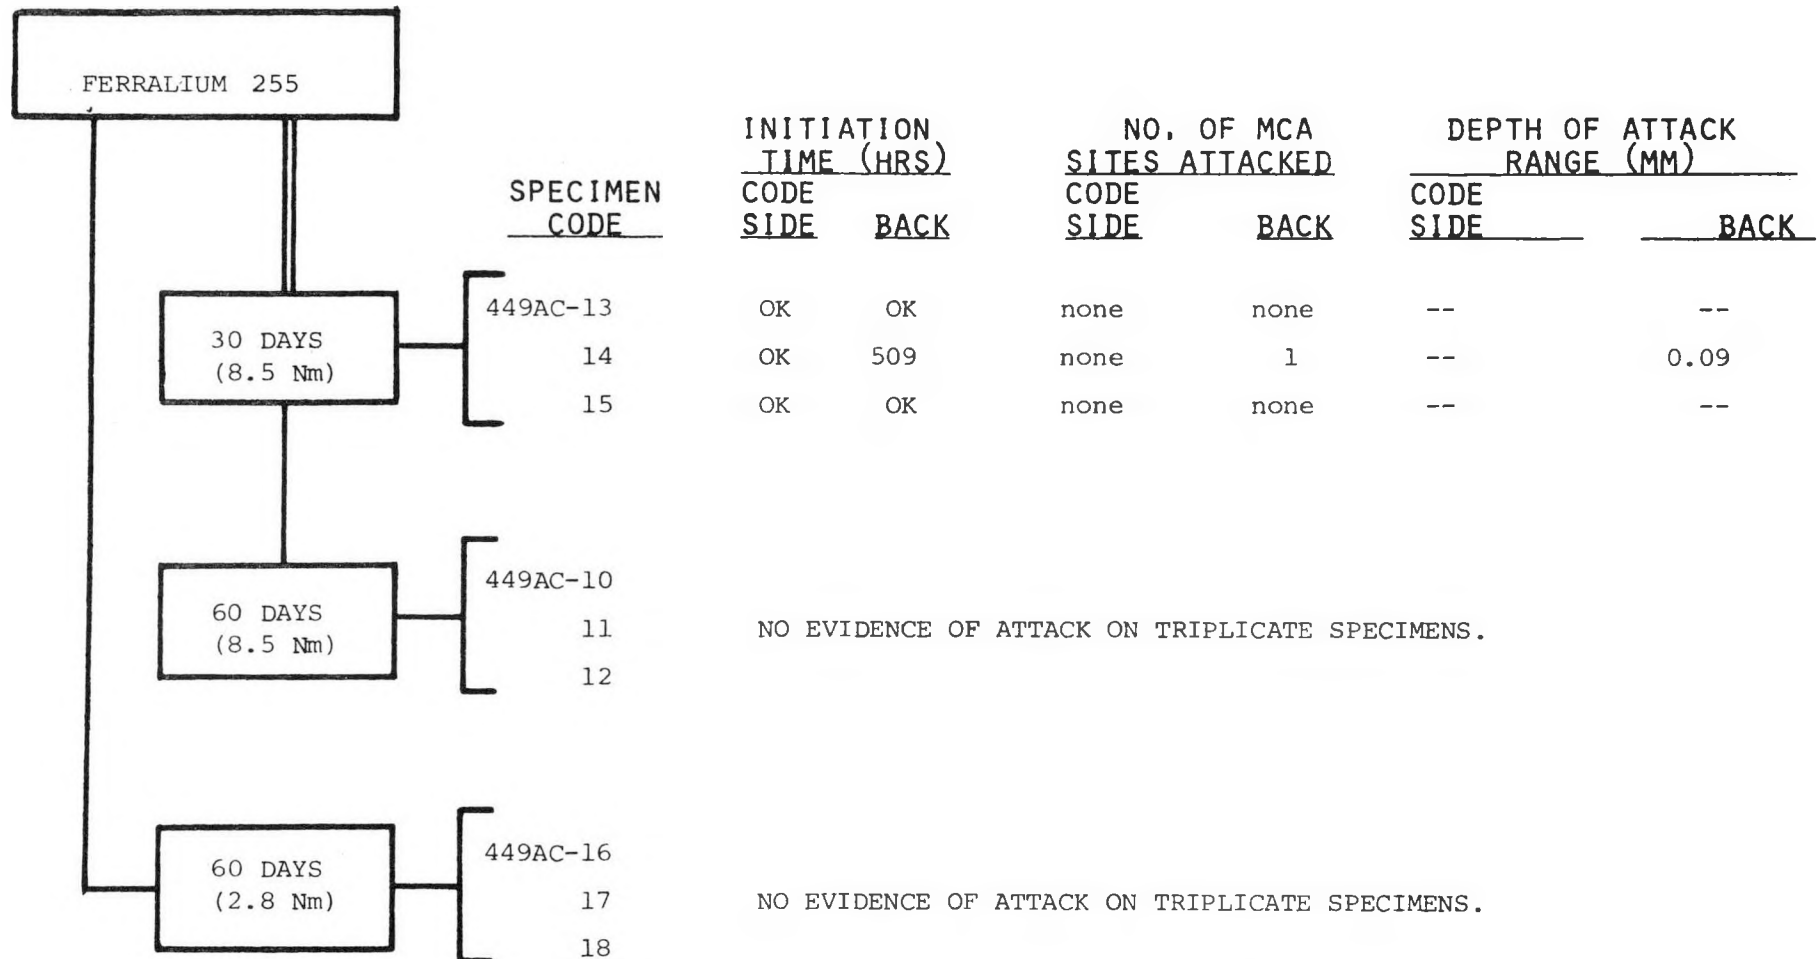 FERRALIUM 255
INITIATION TIME (HRS)
NO. OF MCA SITES ATTACKED
DEPTH OF ATTACK RANGE (MM)
SPECIMEN CODE
CODE SIDE BACK CODE SIDE BACK CODE SIDE BACK
30 DAYS
(8.5 Nm)
449AC-13 OK OK none none -- --
14 OK 509 none 1 -- 0.09
15 OK OK none none -- --
60 DAYS
(8.5 Nm)
449AC-10
11 NO EVIDENCE OF ATTACK ON TRIPLICATE SPECIMENS.
12
60 DAYS
(2.8 Nm)
449AC-16
17 NO EVIDENCE OF ATTACK ON TRIPLICATE SPECIMENS.
18